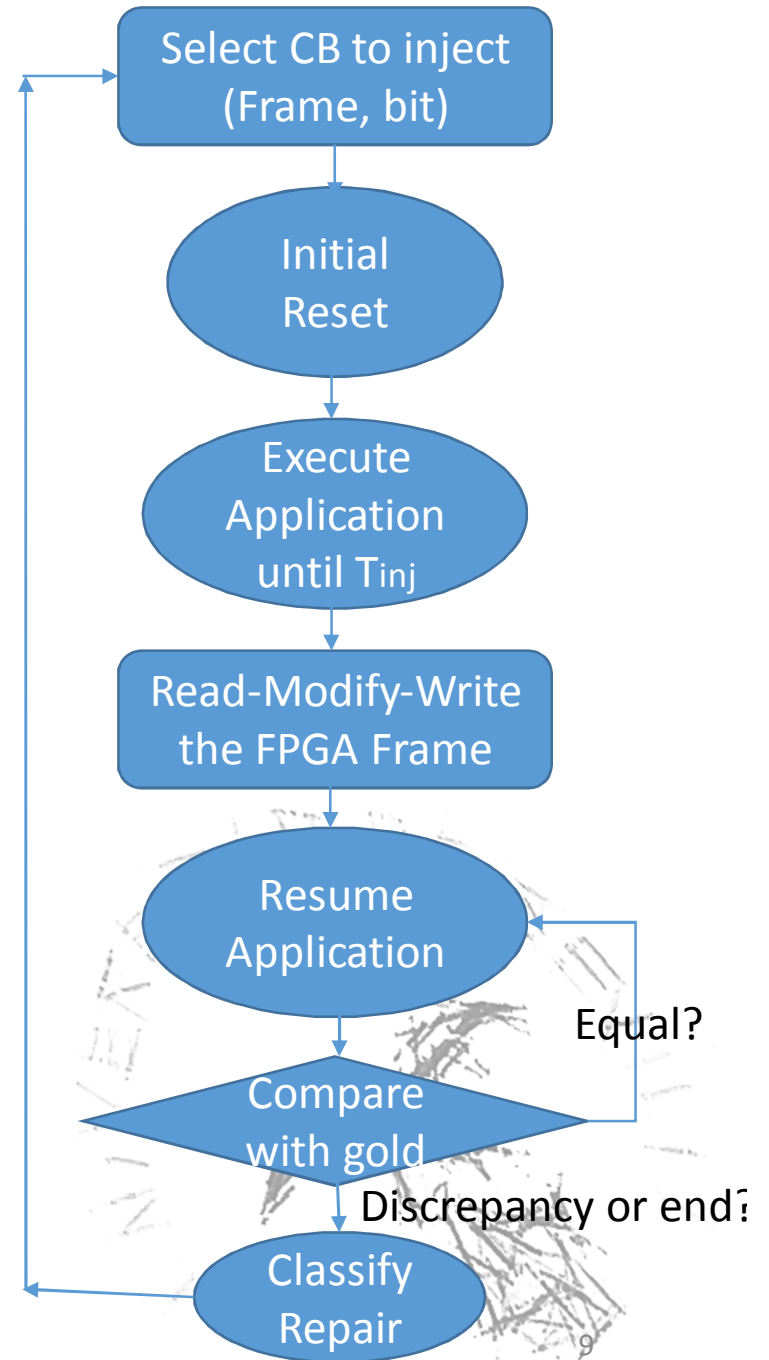 Select CB to inject
(Frame, bit)
Initial
Reset
Execute
Application
until Tinj
Read-Modify-Write
the FPGA Frame
Resume
Application
Equal?
Compare
with gold
Discrepancy or end?
Classify
Repair
9